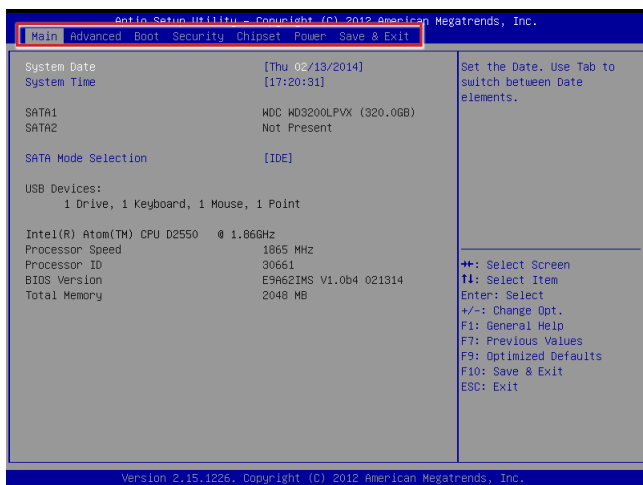 Aptio Setup Utility - Copyright (C) 2012 American Megatrends, Inc.
Main Advanced Boot Security Chipset Power Save & Exit
System Date [Thu 02/13/2014] Set the Date. Use Tab to
System Time [17:20:31] switch between Date
elements.
SATA1 WDC WD3200LPVX (320.0GB)
SATA2 Not Present
SATA Mode Selection [IDE]
USB Devices:
1 Drive, 1 Keyboard, 1 Mouse, 1 Point
Intel(R) Atom(TM) CPU D2550 @ 1.86GHz
Processor Speed 1865 MHz
Processor ID 30661 →←: Select Screen
BIOS Version E9A62IMS V1.0b4 021314 ↑↓: Select Item
Total Memory 2048 MB Enter: Select
+/-: Change Opt.
F1: General Help
F7: Previous Values
F9: Optimized Defaults
F10: Save & Exit
ESC: Exit
Version 2.15.1226. Copyright (C) 2012 American Megatrends, Inc.